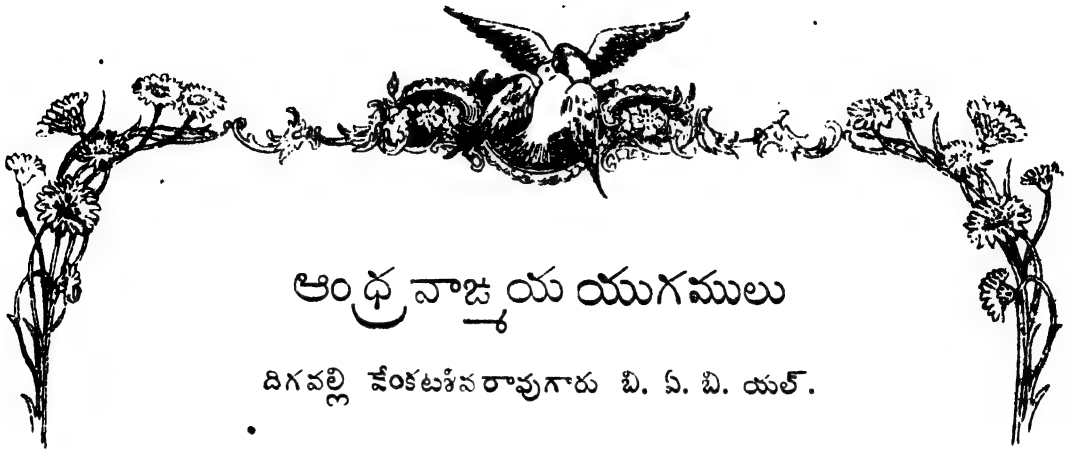 ఆంధ్ర వాఙ్మయ యుగములు
దిగవల్లి వేంకటశివరావుగారు బి. ఏ. బి. యల్.